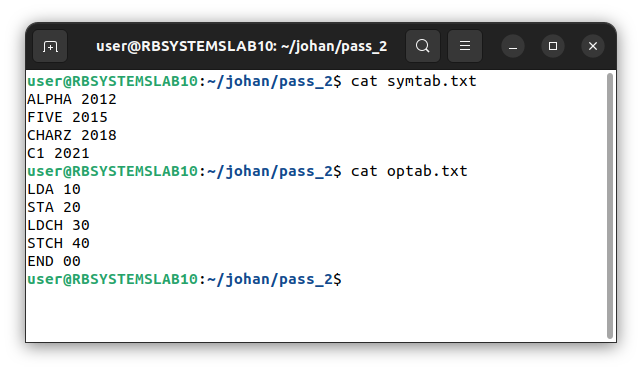 user@RBSYSTEMSLAB10: ~/johan/pass_2
user@RBSYSTEMSLAB10:~/johan/pass_2$ cat symtab.txt
ALPHA 2012
FIVE 2015
CHARZ 2018
C1 2021
user@RBSYSTEMSLAB10:~/johan/pass_2$ cat optab.txt
LDA 10
STA 20
LDCH 30
STCH 40
END 00
user@RBSYSTEMSLAB10:~/johan/pass_2$